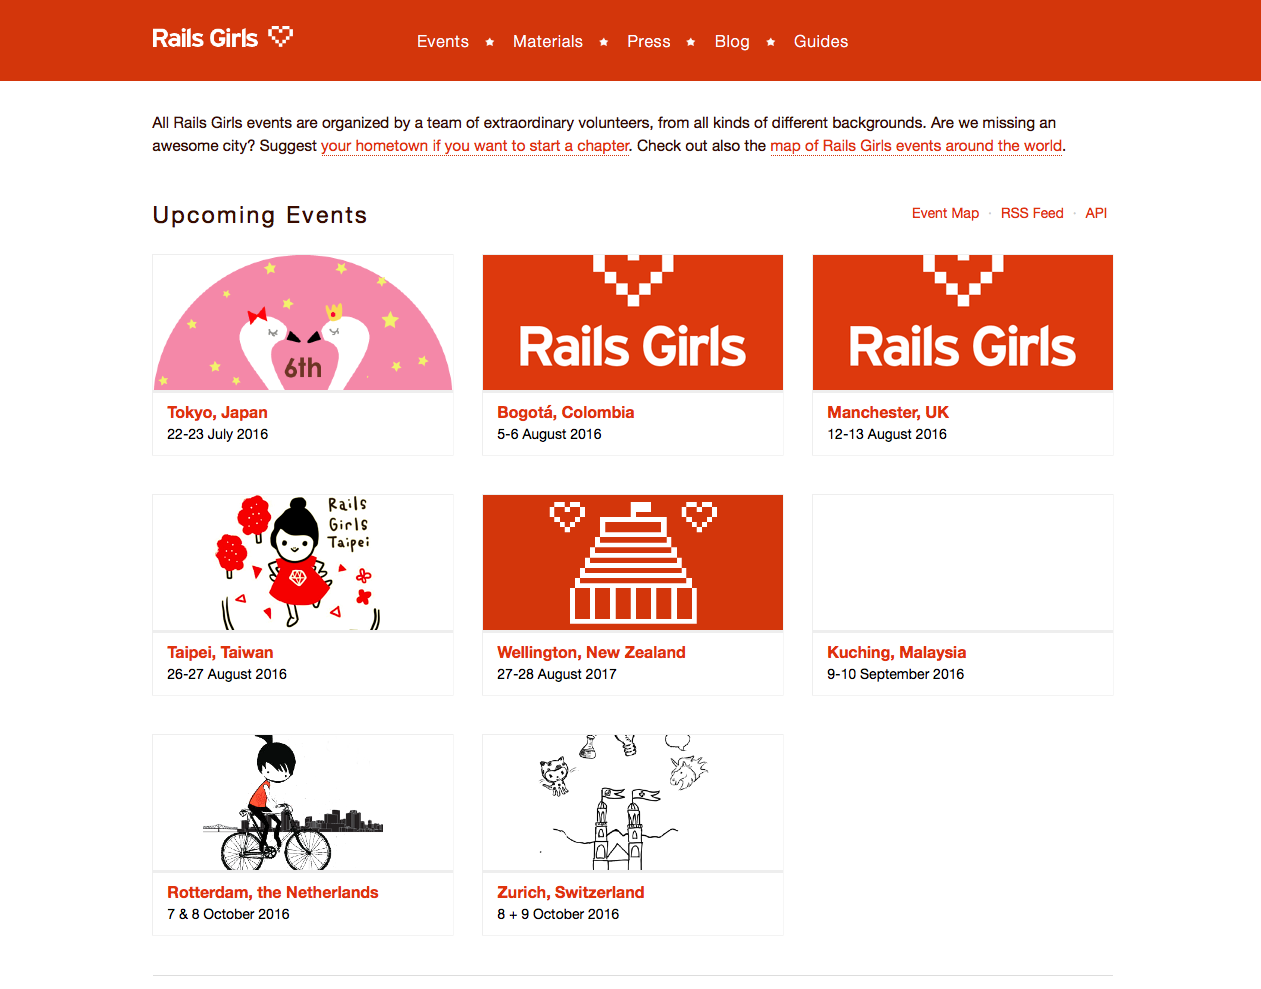 Rails Girls
Events ★ Materials ★ Press ★ Blog ★ Guides
All Rails Girls events are organized by a team of extraordinary volunteers, from all kinds of different backgrounds. Are we missing an
awesome city? Suggest your hometown if you want to start a chapter. Check out also the map of Rails Girls events around the world.
Upcoming Events
Event Map · RSS Feed · API
6th
Tokyo, Japan
22-23 July 2016
Rails Girls
Bogotá, Colombia
5-6 August 2016
Rails Girls
Manchester, UK
12-13 August 2016
Rails
Girls
Taipei
Taipei, Taiwan
26-27 August 2016
Wellington, New Zealand
27-28 August 2017
Kuching, Malaysia
9-10 September 2016
Rotterdam, the Netherlands
7 & 8 October 2016
Zurich, Switzerland
8 + 9 October 2016